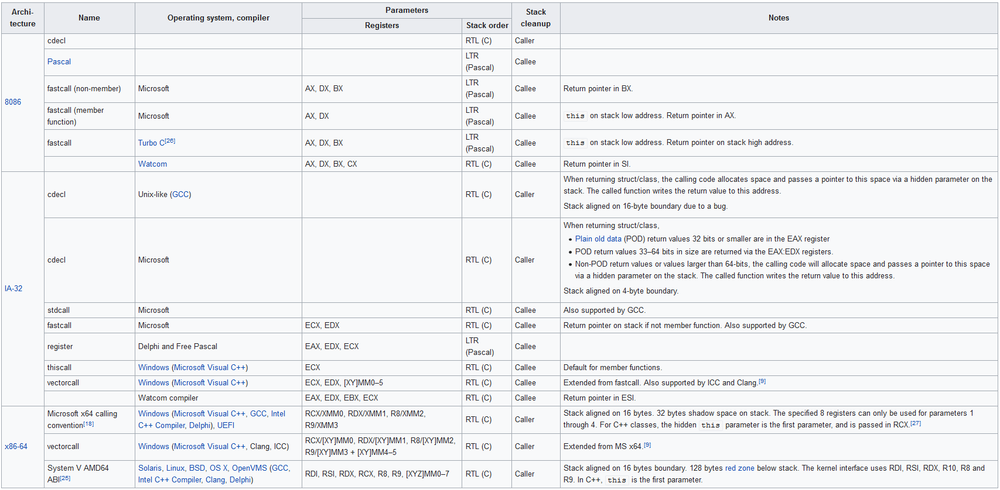 Archi-
tecture
Name
Operating system, compiler
Parameters
Stack
cleanup
Notes
Registers
Stack order
8086
cdecl
RTL (C)
Caller
Pascal
LTR
(Pascal)
Callee
fastcall (non-member)
Microsoft
AX, DX, BX
LTR
(Pascal)
Callee
Return pointer in BX.
fastcall (member
function)
Microsoft
AX, DX
LTR
(Pascal)
Callee
this on stack low address. Return pointer in AX.
fastcall
Turbo C[26]
AX, DX, BX
LTR
(Pascal)
Callee
this on stack low address. Return pointer on stack high address.
Watcom
AX, DX, BX, CX
RTL (C)
Callee
Return pointer in SI.
IA-32
cdecl
Unix-like (GCC)
RTL (C)
Caller
When returning struct/class, the calling code allocates space and passes a pointer to this space via a hidden parameter on the
stack. The called function writes the return value to this address.
Stack aligned on 16-byte boundary due to a bug.
cdecl
Microsoft
RTL (C)
Caller
When returning struct/class,
• Plain old data (POD) return values 32 bits or smaller are in the EAX register
• POD return values 33–64 bits in size are returned via the EAX:EDX registers.
• Non-POD return values or values larger than 64-bits, the calling code will allocate space and passes a pointer to this space
via a hidden parameter on the stack. The called function writes the return value to this address.
Stack aligned on 4-byte boundary.
stdcall
Microsoft
RTL (C)
Callee
Also supported by GCC.
fastcall
Microsoft
ECX, EDX
RTL (C)
Callee
Return pointer on stack if not member function. Also supported by GCC.
register
Delphi and Free Pascal
EAX, EDX, ECX
LTR
(Pascal)
Callee
thiscall
Windows (Microsoft Visual C++)
ECX
RTL (C)
Callee
Default for member functions.
vectorcall
Windows (Microsoft Visual C++)
ECX, EDX, [XY]MM0–5
RTL (C)
Callee
Extended from fastcall. Also supported by ICC and Clang.[9]
Watcom compiler
EAX, EDX, EBX, ECX
RTL (C)
Callee
Return pointer in ESI.
x86-64
Microsoft x64 calling
convention[18]
Windows (Microsoft Visual C++, GCC, Intel
C++ Compiler, Delphi), UEFI
RCX/XMM0, RDX/XMM1, R8/XMM2,
R9/XMM3
RTL (C)
Caller
Stack aligned on 16 bytes. 32 bytes shadow space on stack. The specified 8 registers can only be used for parameters 1
through 4. For C++ classes, the hidden this parameter is the first parameter, and is passed in RCX.[27]
vectorcall
Windows (Microsoft Visual C++, Clang, ICC)
RCX/[XY]MM0, RDX/[XY]MM1, R8/[XY]MM2,
R9/[XY]MM3 + [XY]MM4–5
RTL (C)
Caller
Extended from MS x64.[9]
System V AMD64
ABI[25]
Solaris, Linux, BSD, OS X, OpenVMS (GCC,
Intel C++ Compiler, Clang, Delphi)
RDI, RSI, RDX, RCX, R8, R9, [XYZ]MM0–7
RTL (C)
Caller
Stack aligned on 16 bytes boundary. 128 bytes red zone below stack. The kernel interface uses RDI, RSI, RDX, R10, R8 and
R9. In C++, this is the first parameter.